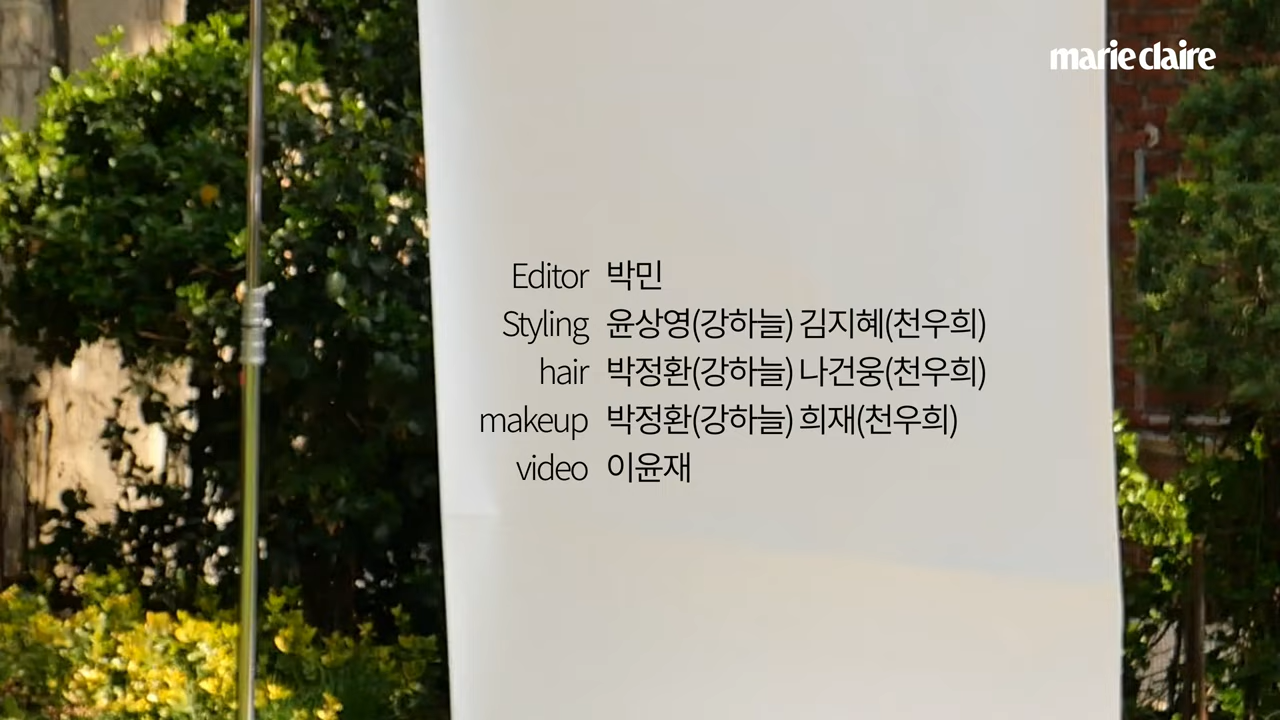 marie claire
Editor 박민
Styling 윤상영(강하늘) 김지혜(천우희)
hair 박정환(강하늘) 나건웅(천우희)
makeup 박정환(강하늘) 희재(천우희)
video 이윤재